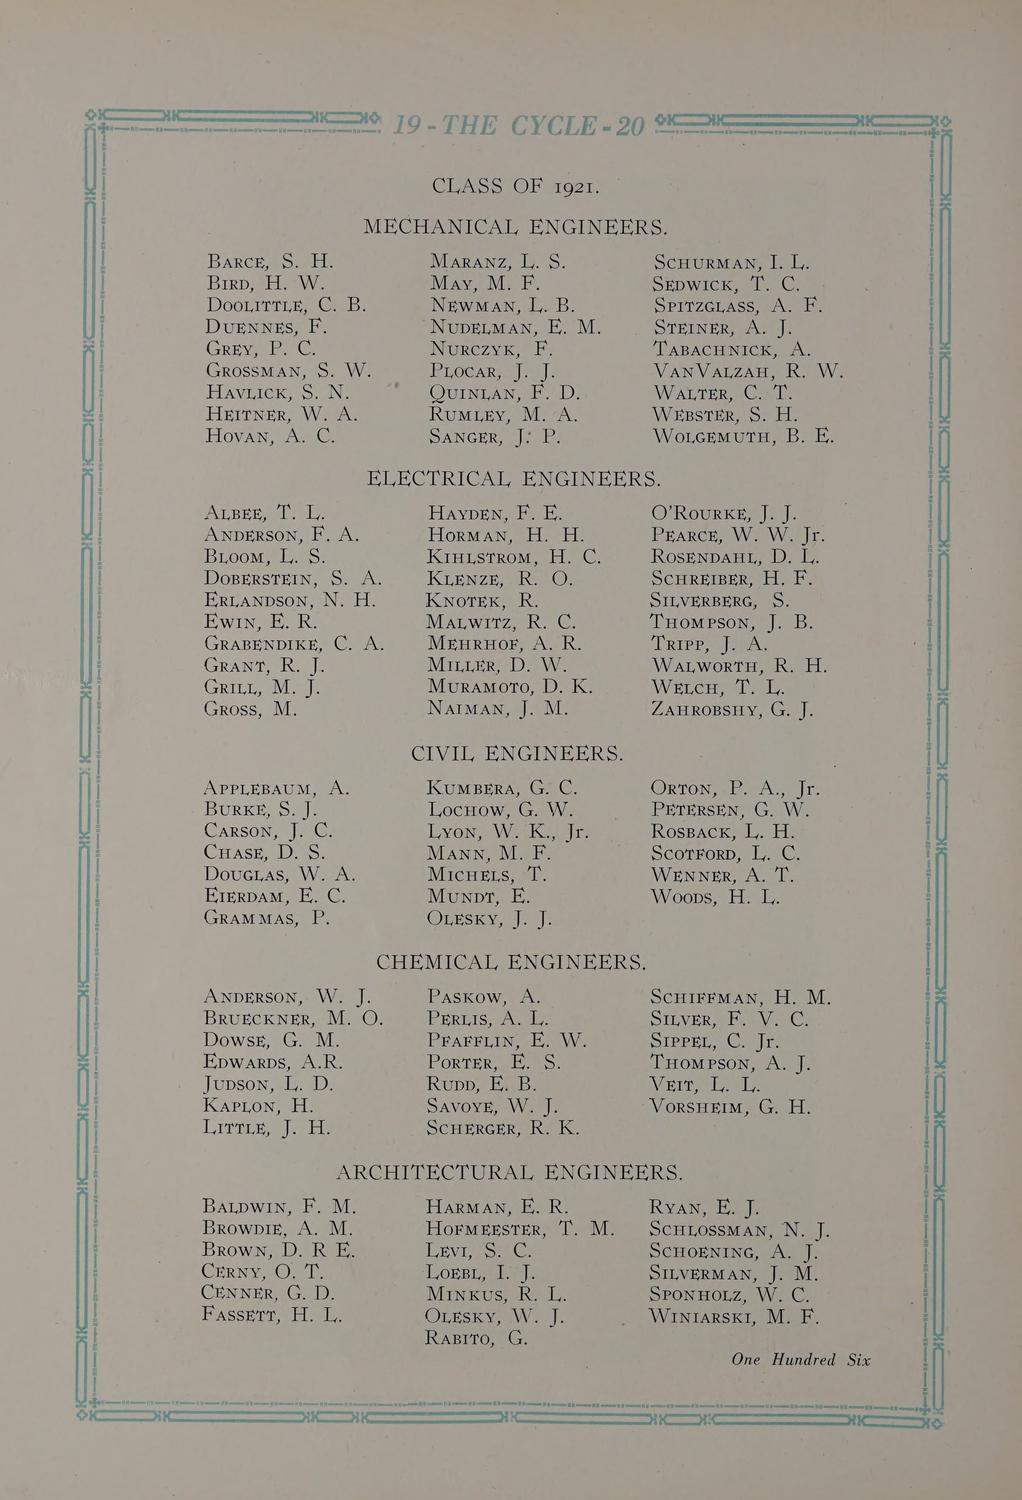 19-THE CYCLE-20
CLASS OF 1921.
MECHANICAL ENGINEERS.
Barce, S. H.
Bird, H. W.
Doolittle, C. B.
Duennes, F.
Grey, P. C.
Grossman, S. W.
Havlick, S. N.
Heitner, W. A.
Hovan, A. C.
Maranz, L. S.
May, M. F.
Newman, L. B.
Nudelman, E. M.
Nurczyk, F.
Plocar, J. J.
Quinlan, F. D.
Rumley, M. A.
Sanger, J. P.
Schurman, I. L.
Sedwick, T. C.
Spitzglass, A. F.
Steiner, A. J.
Tabachnick, A.
VanValzah, R. W.
Walter, C. T.
Webster, S. H.
Wolgemuth, B. E.
ELECTRICAL ENGINEERS.
Albee, T. L.
Anderson, F. A.
Bloom, L. S.
Doberstein, S. A.
Erlandson, N. H.
Ewin, E. R.
Grabendike, C. A.
Grant, R. J.
Grill, M. J.
Gross, M.
Hayden, F. E.
Horman, H. H.
Kihlstrom, H. C.
Klenze, R. O.
Knotek, R.
Malwitz, R. C.
Mehrhof, A. R.
Miller, D. W.
Muramoto, D. K.
Naiman, J. M.
O'Rourke, J. J.
Pearce, W. W. Jr.
Rosendahl, D. L.
Schreiber, H. F.
Silverberg, S.
Thompson, J. B.
Tripp, J. A.
Walworth, R. H.
Welch, T. L.
Zahrobshy, G. J.
CIVIL ENGINEERS.
Applebaum, A.
Burke, S. J.
Carson, J. C.
Chase, D. S.
Douglas, W. A.
Eierdam, E. C.
Grammas, P.
Kumbera, G. C.
Lochow, G. W.
Lyon, W. K., Jr.
Mann, M. F.
Michels, T.
Mundt, E.
Olesky, J. J.
Orton, P. A., Jr.
Petersen, G. W.
Rosback, L. H.
Scotford, L. C.
Wenner, A. T.
Woods, H. L.
CHEMICAL ENGINEERS.
Anderson, W. J.
Brueckner, M. O.
Dowse, G. M.
Edwards, A.R.
Judson, L. D.
Kaplon, H.
Little, J. H.
Paskow, A.
Perlis, A. L.
Pfafflin, E. W.
Porter, E. S.
Rupp, E. B.
Savoye, W. J.
Scherger, R. K.
Schiffman, H. M.
Silver, F. V. C.
Sippel, C. Jr.
Thompson, A. J.
Veit, L. L.
Vorsheim, G. H.
ARCHITECTURAL ENGINEERS.
Baldwin, F. M.
Browdie, A. M.
Brown, D. R E.
Cerny, O. T.
Cenner, G. D.
Fassett, H. L.
Harman, E. R.
Hofmeester, T. M.
Levi, S. C.
Loebl, I. J.
Minkus, R. L.
Olesky, W. J.
Rabito, G.
Ryan, E. J.
Schlossman, N. J.
Schoening, A. J.
Silverman, J. M.
Sponholz, W. C.
Winiarski, M. F.
One Hundred Six